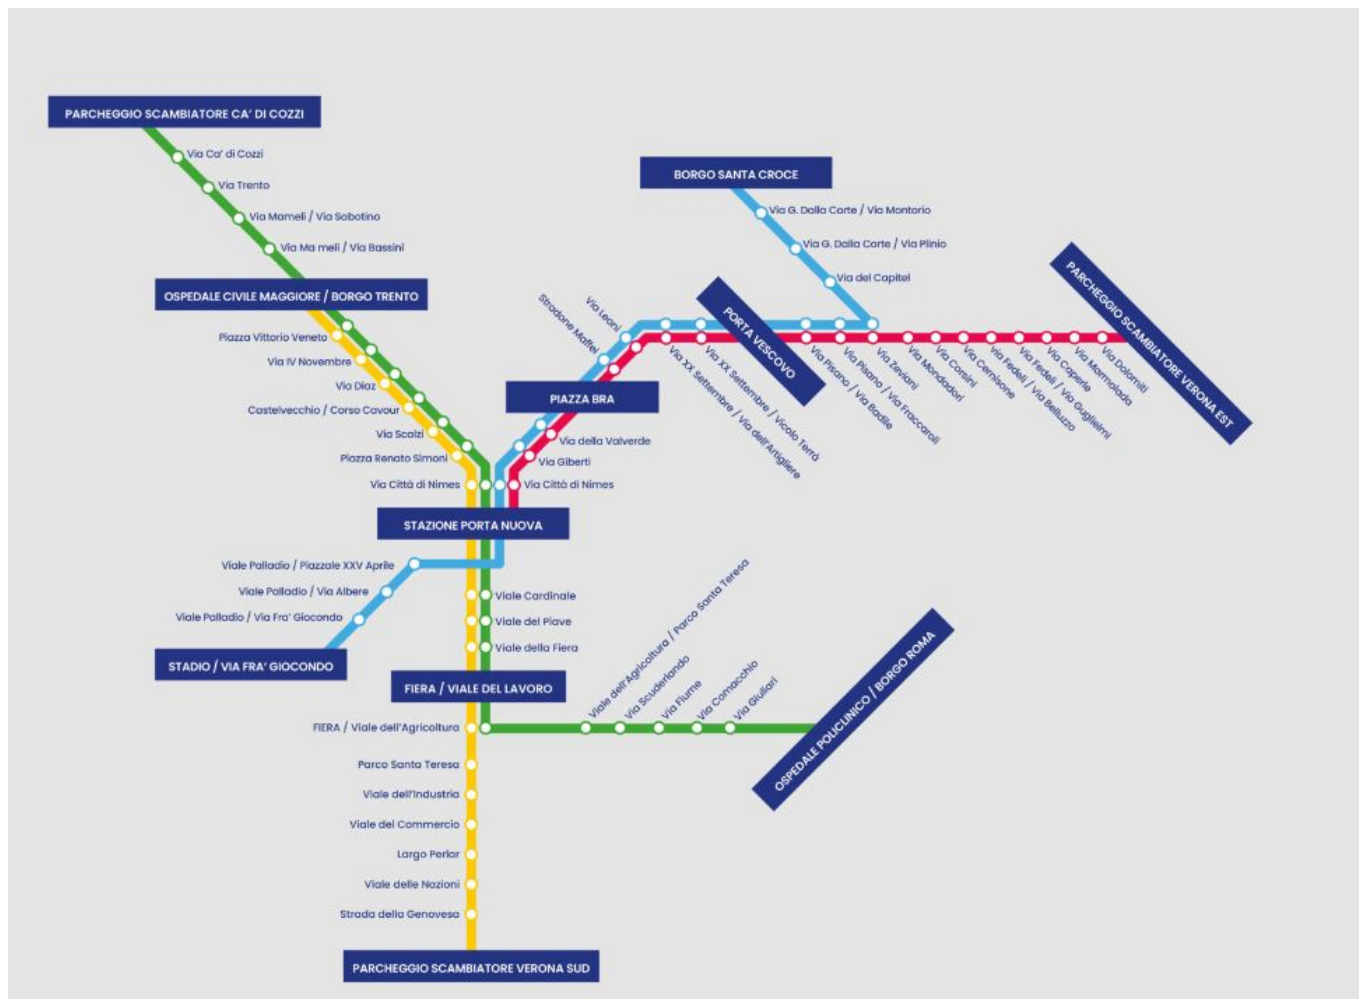 PARCHEGGIO SCAMBIATORE CA' DI COZZI
Via Ca' di Cozzi
Via Trento
Via Mameli / Via Sabotino
Via Ma meli / Via Bassini
OSPEDALE CIVILE MAGGIORE / BORGO TRENTO
Piazza Vittorio Veneto
Via IV Novembre
Via Diaz
Castelvecchio / Corso Cavour
Via Scalzi
Piazza Renato Simoni
Via Città di Nimes
STAZIONE PORTA NUOVA
Via Città di Nimes
Via Giberti
Via della Valverde
PIAZZA BRA
Stradone Maffei
Via Leoni
Via XX Settembre / Via dell'Artigliere
Via XX Settembre / Vicolo Terrà
PORTA VESCOVO
Via Pisano / Via Badile
Via Pisano / Via Fraccaroli
Via Zeviani
Via Mondadori
Via Corsini
Via Cernisone
Via Fedeli / Via Belluzzo
Via Fedeli / Via Guglielmi
Via Caperle
Via Marmolada
Via Dolomiti
PARCHEGGIO SCAMBIATORE VERONA EST
BORGO SANTA CROCE
Via G. Dalla Corte / Via Montorio
Via G. Dalla Corte / Via Plinio
Via del Capitel
Viale Palladio / Piazzale XXV Aprile
Viale Palladio / Via Albere
Viale Palladio / Via Fra' Giocondo
STADIO / VIA FRA' GIOCONDO
Viale Cardinale
Viale del Piave
Viale della Fiera
FIERA / VIALE DEL LAVORO
FIERA / Viale dell'Agricoltura
Viale dell'Agricoltura / Parco Santa Teresa
Via Scuderlando
Via Fiume
Via Comacchio
Via Giuliari
OSPEDALE POLICLINICO / BORGO ROMA
Parco Santa Teresa
Viale dell'Industria
Viale del Commercio
Largo Perlar
Viale delle Nazioni
Strada della Genovesa
PARCHEGGIO SCAMBIATORE VERONA SUD